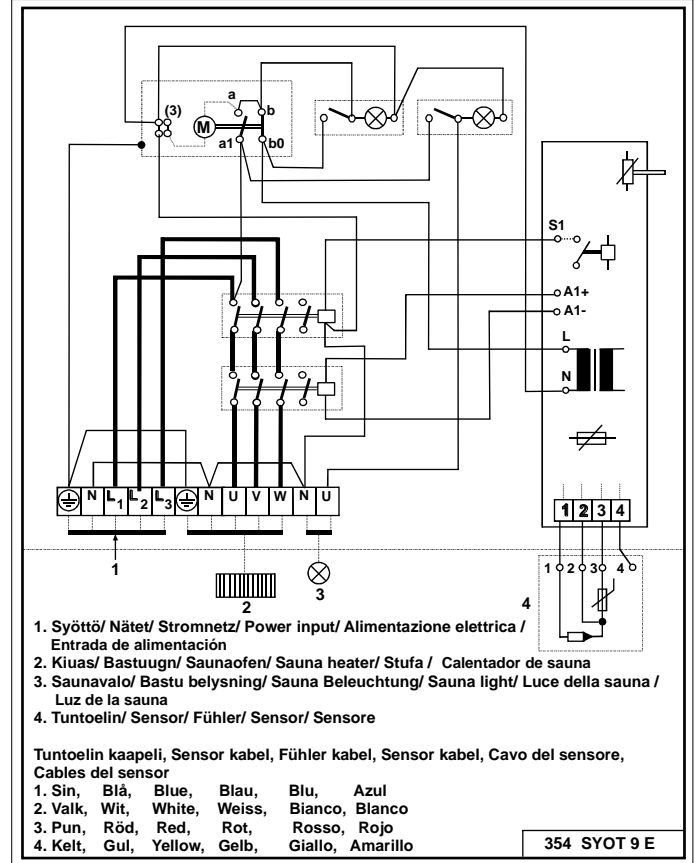 a
b
(3)
M
a1
b0
S1
A1+
A1-
L
N
N L1 L2 L3 N U V W N U
1 2 3 4
1 2 3 4
1
2
3
4
1. Syöttö/ Nätet/ Stromnetz/ Power input/ Alimentazione elettrica /
Entrada de alimentación
2. Kiuas/ Bastuugn/ Saunaofen/ Sauna heater/ Stufa / Calentador de sauna
3. Saunavalo/ Bastu belysning/ Sauna Beleuchtung/ Sauna light/ Luce della sauna /
Luz de la sauna
4. Tuntoelin/ Sensor/ Fühler/ Sensor/ Sensore
Tuntoelin kaapeli, Sensor kabel, Fühler kabel, Sensor kabel, Cavo del sensore,
Cables del sensor
1. Sin, Blå, Blue, Blau, Blu, Azul
2. Valk, Wit, White, Weiss, Bianco, Blanco
3. Pun, Röd, Red, Rot, Rosso, Rojo
4. Kelt, Gul, Yellow, Gelb, Giallo, Amarillo
354 SYOT 9 E